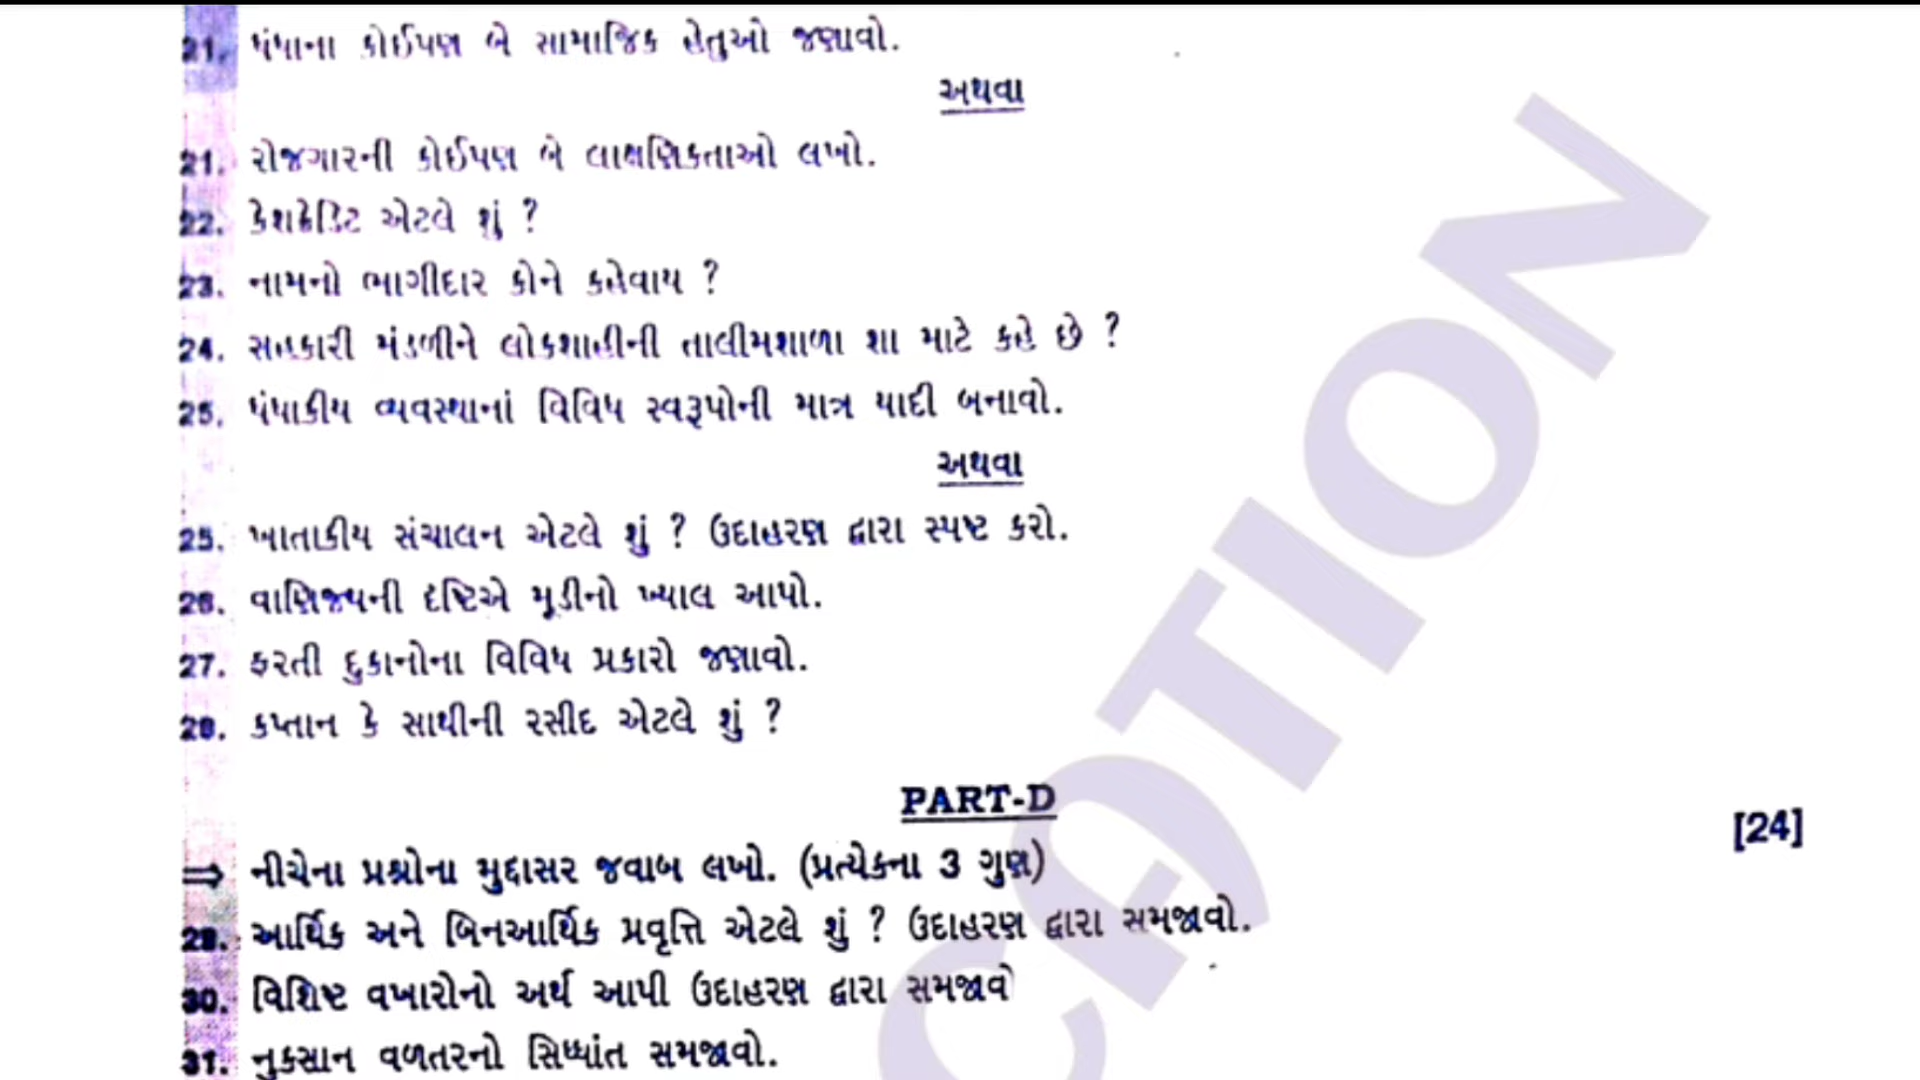 21. ધંધાના કોઈપણ બે સામાજિક હેતુઓ જણાવો.
અથવા
21. રોજગારની કોઈપણ બે લાક્ષણિકતાઓ લખો.
22. કેશક્રેડિટ એટલે શું ?
23. નામનો ભાગીદાર કોને કહેવાય ?
24. સહકારી મંડળીને લોકશાહીની તાલીમશાળા શા માટે કહે છે ?
25. ધંધાકીય વ્યવસ્થાનાં વિવિધ સ્વરૂપોની માત્ર યાદી બનાવો.
અથવા
25. ખાતાકીય સંચાલન એટલે શું ? ઉદાહરણ દ્વારા સ્પષ્ટ કરો.
26. વાણિજ્યની દૃષ્ટિએ મૂડીનો ખ્યાલ આપો.
27. ફરતી દુકાનોના વિવિધ પ્રકારો જણાવો.
28. કપ્તાન કે સાથીની રસીદ એટલે શું ?
PART-D
[24]
⇒ નીચેના પ્રશ્નોના મુદ્દાસર જવાબ લખો. (પ્રત્યેકના 3 ગુણ)
29. આર્થિક અને બિનઆર્થિક પ્રવૃત્તિ એટલે શું ? ઉદાહરણ દ્વારા સમજાવો.
30. વિશિષ્ટ વખારોનો અર્થ આપી ઉદાહરણ દ્વારા સમજાવો
31. નુકસાન વળતરનો સિધ્ધાંત સમજાવો.
CATION